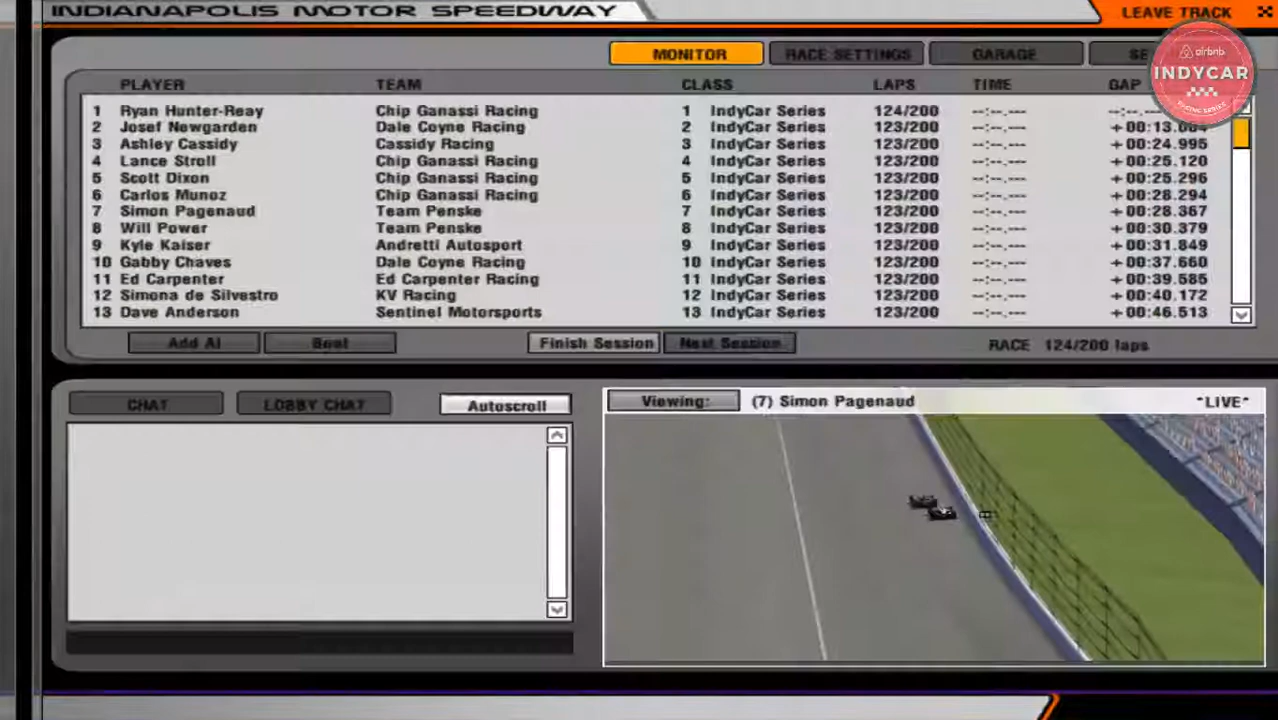 INDIANAPOLIS MOTOR SPEEDWAY
LEAVE TRACK
MONITOR RACE SETTINGS GARAGE SE
airbnb
INDYCAR
RACING SERIES
PLAYER TEAM CLASS LAPS TIME GAP
1 Ryan Hunter-Reay Chip Ganassi Racing 1 IndyCar Series 124/200 --:--.--- --:--.---
2 Josef Newgarden Dale Coyne Racing 2 IndyCar Series 123/200 --:--.--- +00:13.064
3 Ashley Cassidy Cassidy Racing 3 IndyCar Series 123/200 --:--.--- +00:24.995
4 Lance Stroll Chip Ganassi Racing 4 IndyCar Series 123/200 --:--.--- +00:25.120
5 Scott Dixon Chip Ganassi Racing 5 IndyCar Series 123/200 --:--.--- +00:25.296
6 Carlos Munoz Chip Ganassi Racing 6 IndyCar Series 123/200 --:--.--- +00:28.294
7 Simon Pagenaud Team Penske 7 IndyCar Series 123/200 --:--.--- +00:28.367
8 Will Power Team Penske 8 IndyCar Series 123/200 --:--.--- +00:30.379
9 Kyle Kaiser Andretti Autosport 9 IndyCar Series 123/200 --:--.--- +00:31.849
10 Gabby Chaves Dale Coyne Racing 10 IndyCar Series 123/200 --:--.--- +00:37.660
11 Ed Carpenter Ed Carpenter Racing 11 IndyCar Series 123/200 --:--.--- +00:39.585
12 Simona de Silvestro KV Racing 12 IndyCar Series 123/200 --:--.--- +00:40.172
13 Dave Anderson Sentinel Motorsports 13 IndyCar Series 123/200 --:--.--- +00:46.513
Add AI Boot Finish Session Next Session RACE 124/200 laps
CHAT LOBBY CHAT Autoscroll
Viewing: (7) Simon Pagenaud *LIVE*